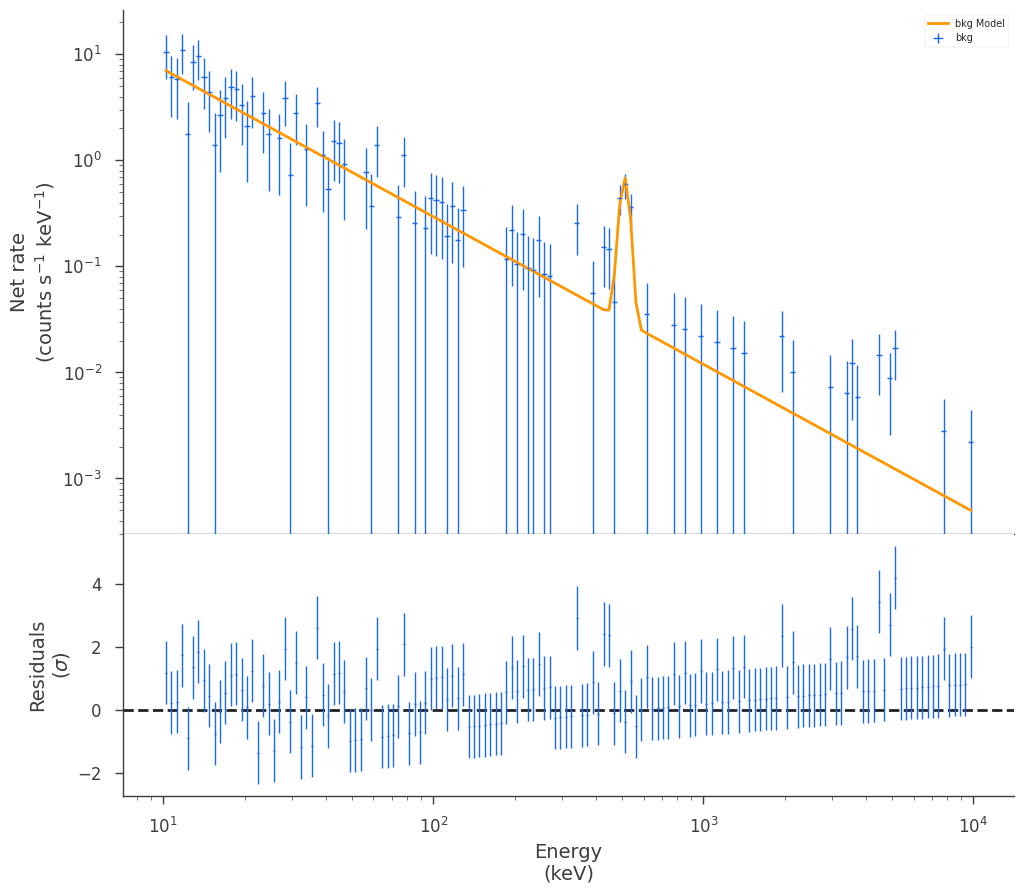 bkg Model
bkg
10¹
10⁰
10⁻¹
10⁻²
10⁻³
Net rate
(counts s⁻¹ keV⁻¹)
4
2
0
−2
Residuals
(σ)
10¹ 10² 10³ 10⁴
Energy
(keV)